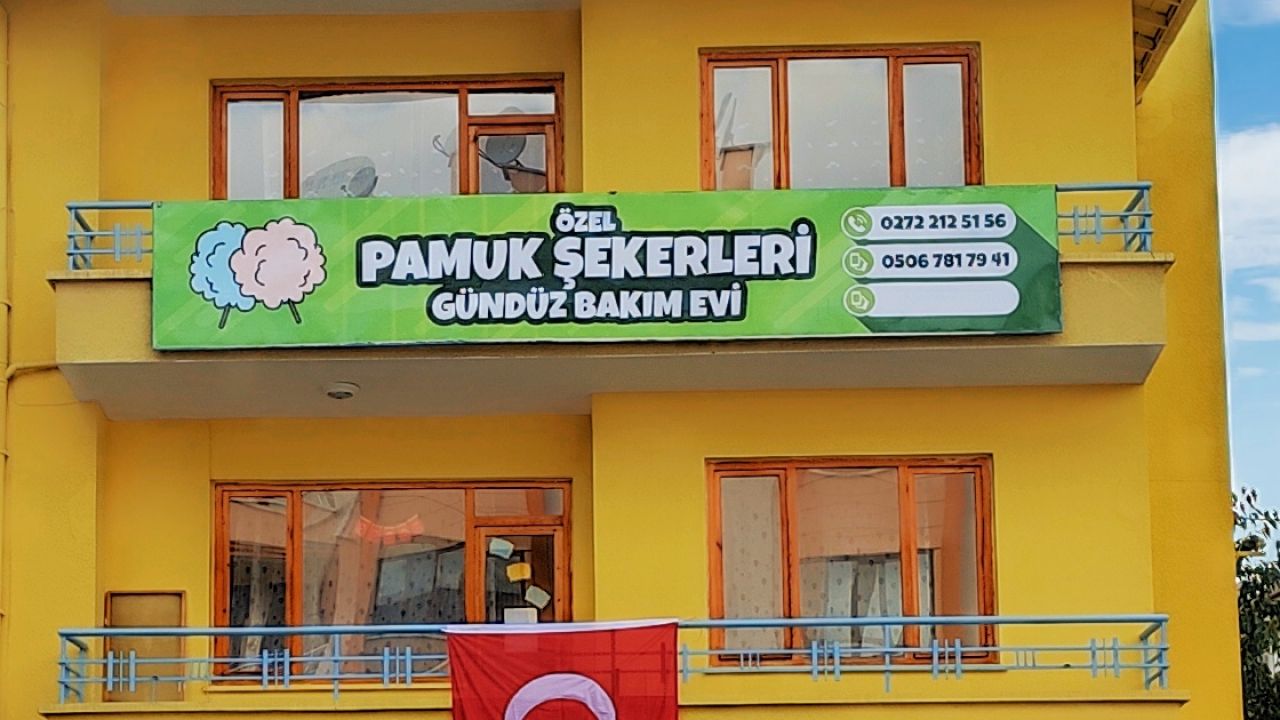 ÖZEL
PAMUK ŞEKERLERİ
GÜNDÜZ BAKIM EVİ
0272 212 51 56
0506 781 79 41